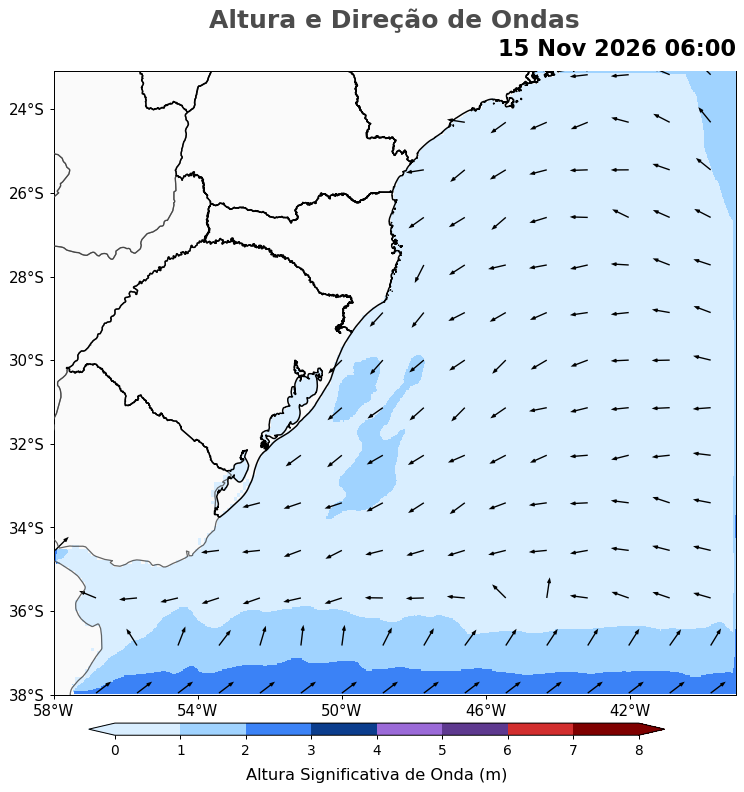 Altura e Direção de Ondas
15 Nov 2026 06:00
24°S
26°S
28°S
30°S
32°S
34°S
36°S
38°S
58°W 54°W 50°W 46°W 42°W
0 1 2 3 4 5 6 7 8
Altura Significativa de Onda (m)